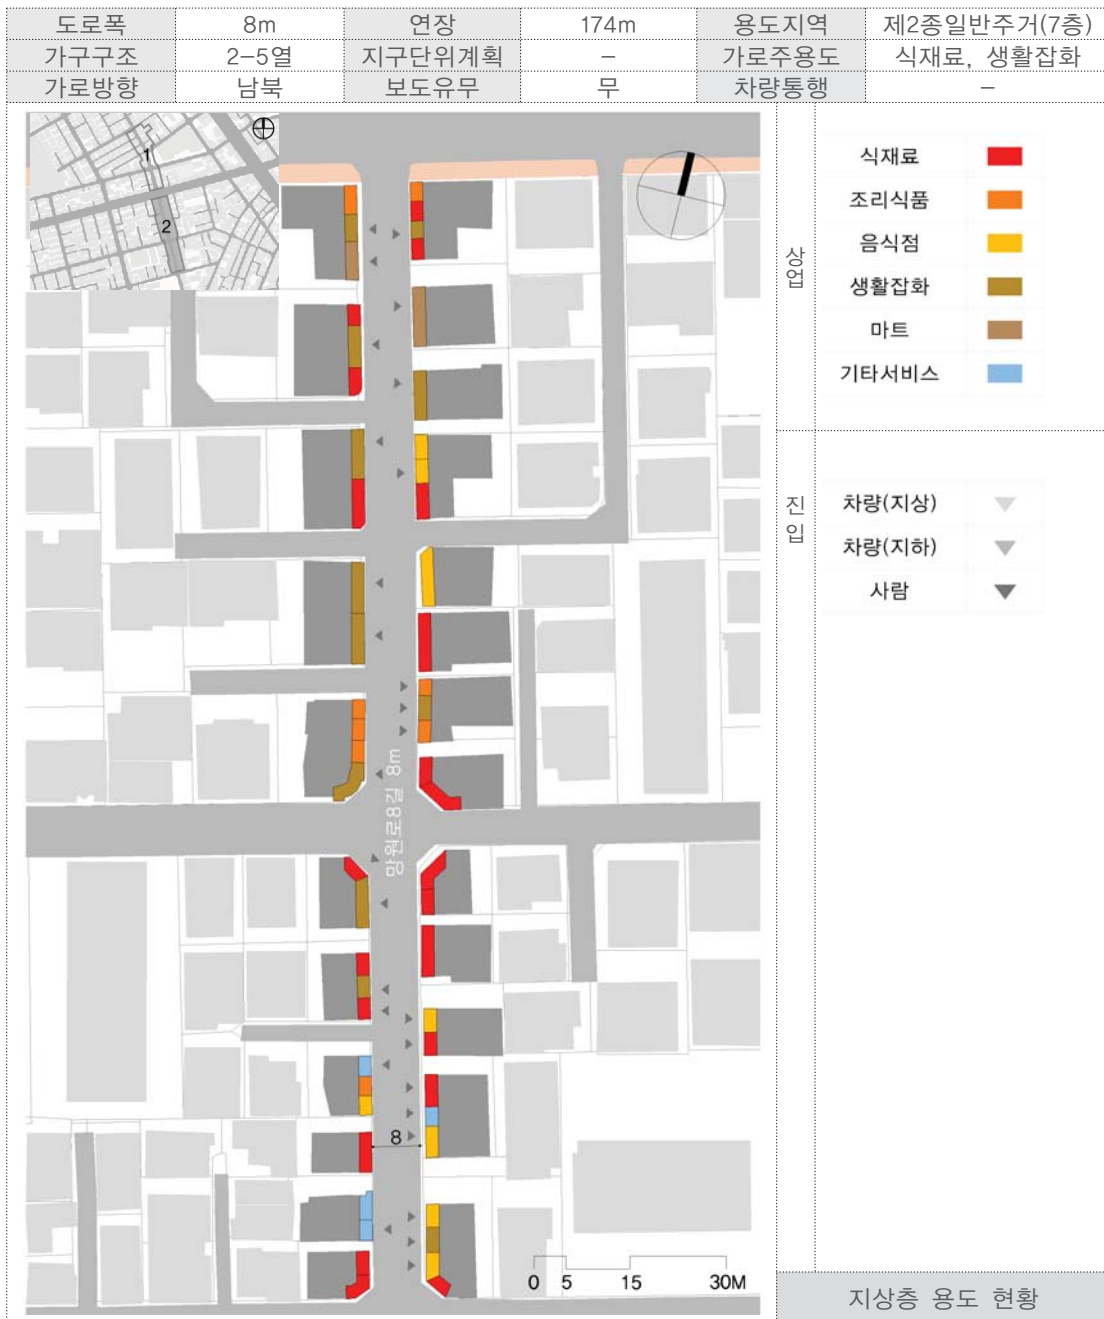 도로폭 8m 연장 174m 용도지역 제2종일반주거(7층)
가구구조 2-5열 지구단위계획 - 가로주용도 식재료, 생활잡화
가로방향 남북 보도유무 무 차량통행 -
1
2
상업
식재료
조리식품
음식점
생활잡화
마트
기타서비스
진입
차량(지상)
차량(지하)
사람
망원로8길 8m
8
0 5 15 30M
지상층 용도 현황